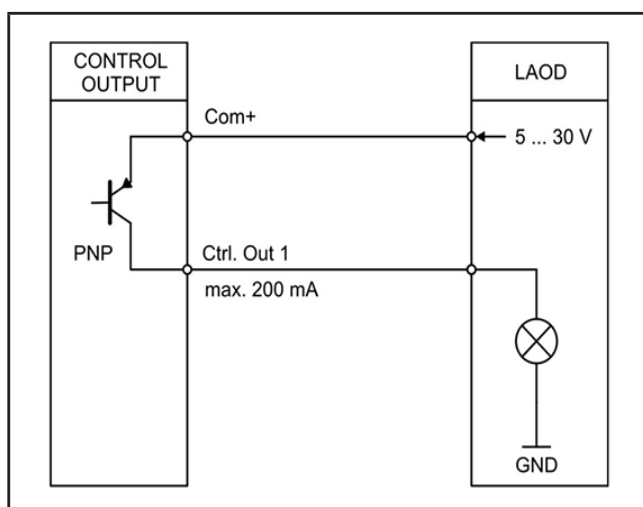 CONTROL
OUTPUT
LAOD
Com+
5 ... 30 V
PNP
Ctrl. Out 1
max. 200 mA
GND